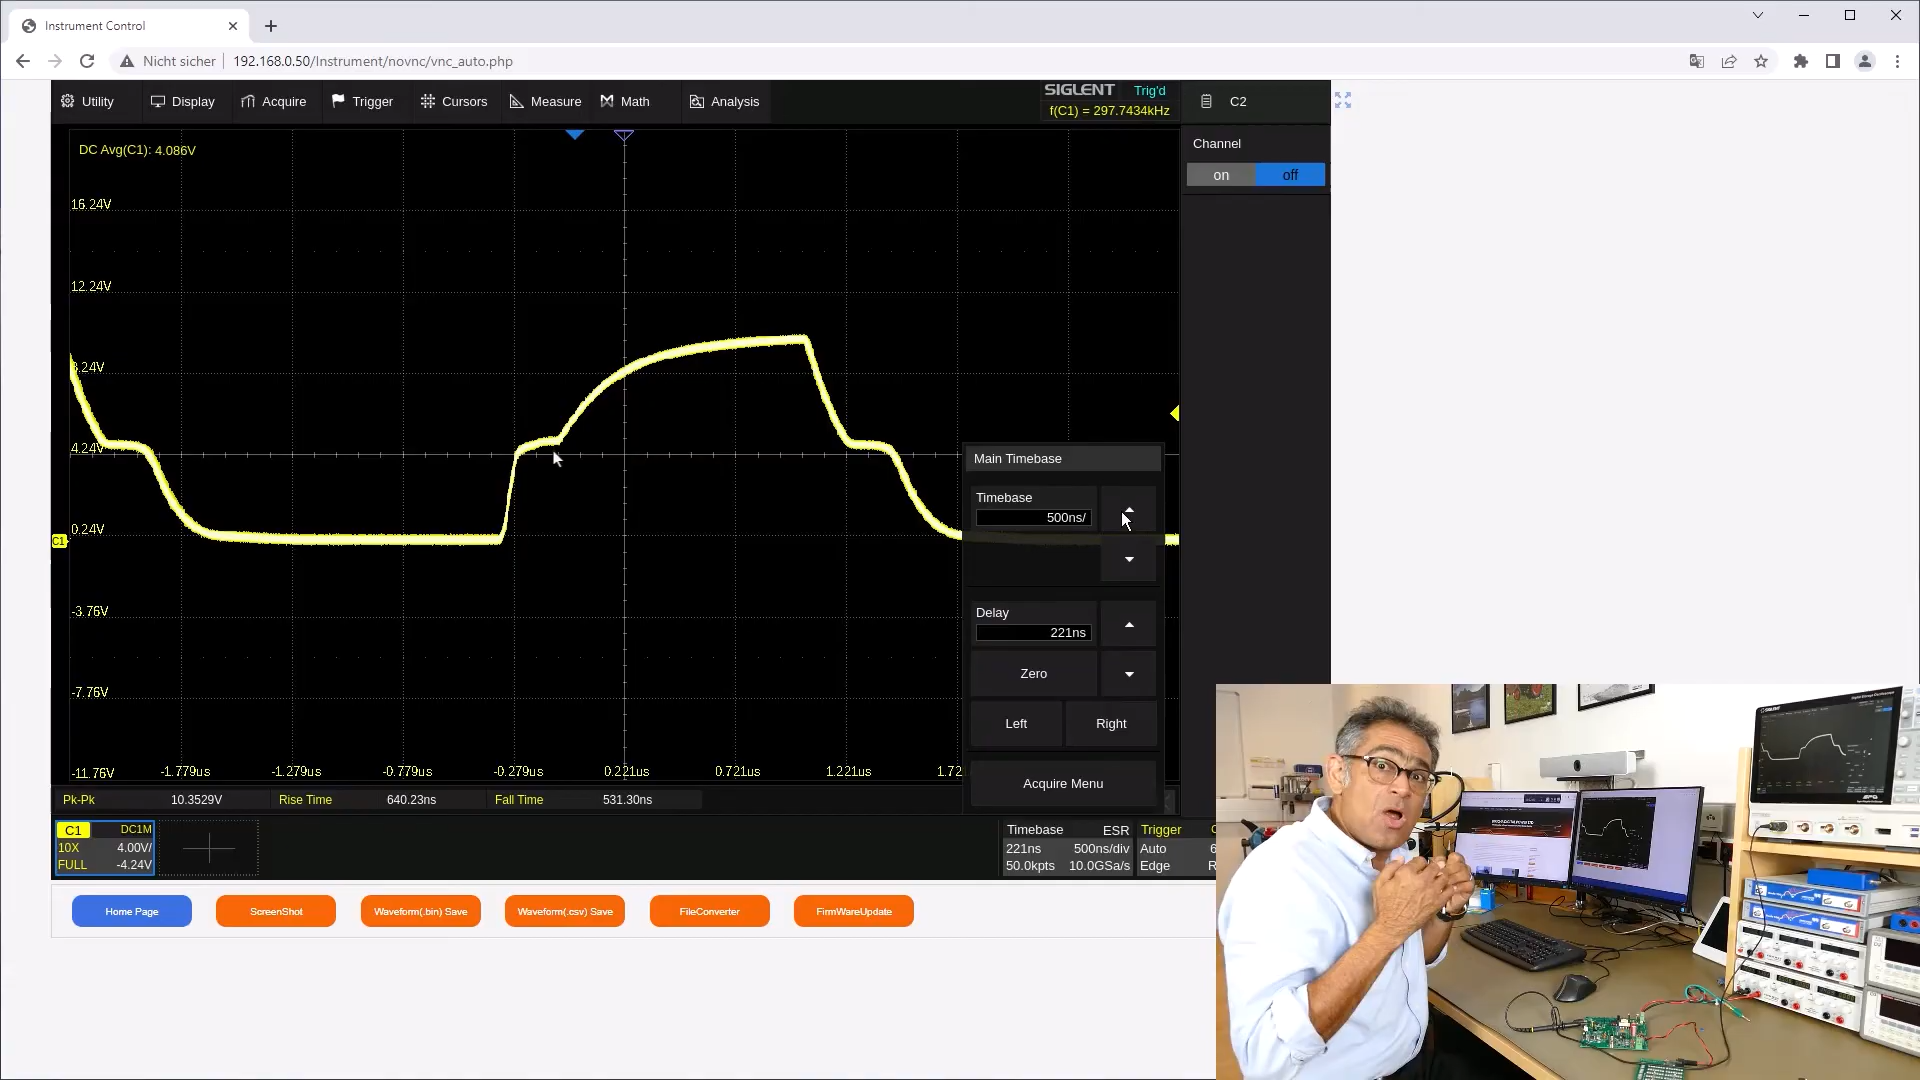 Instrument Control
Nicht sicher
192.168.0.50/Instrument/novnc/vnc_auto.php
Utility
Display
Acquire
Trigger
Cursors
Measure
Math
Analysis
SIGLENT
Trig'd
f(C1) = 297.7434kHz
C2
Channel
on
off
DC Avg(C1): 4.086V
16.24V
12.24V
8.24V
4.24V
0.24V
-3.76V
-7.76V
-11.76V
C1
-1.779us
-1.279us
-0.779us
-0.279us
0.221us
0.721us
1.221us
1.72
Main Timebase
Timebase
500ns/
Delay
221ns
Zero
Left
Right
Acquire Menu
Pk-Pk
10.3529V
Rise Time
640.23ns
Fall Time
531.30ns
C1
DC1M
10X
4.00V/
FULL
-4.24V
Timebase
ESR
221ns
500ns/div
50.0kpts
10.0GSa/s
Trigger
Auto
Edge
Home Page
ScreenShot
Waveform(.bin) Save
Waveform(.csv) Save
FileConverter
FirmWareUpdate
SIGLENT